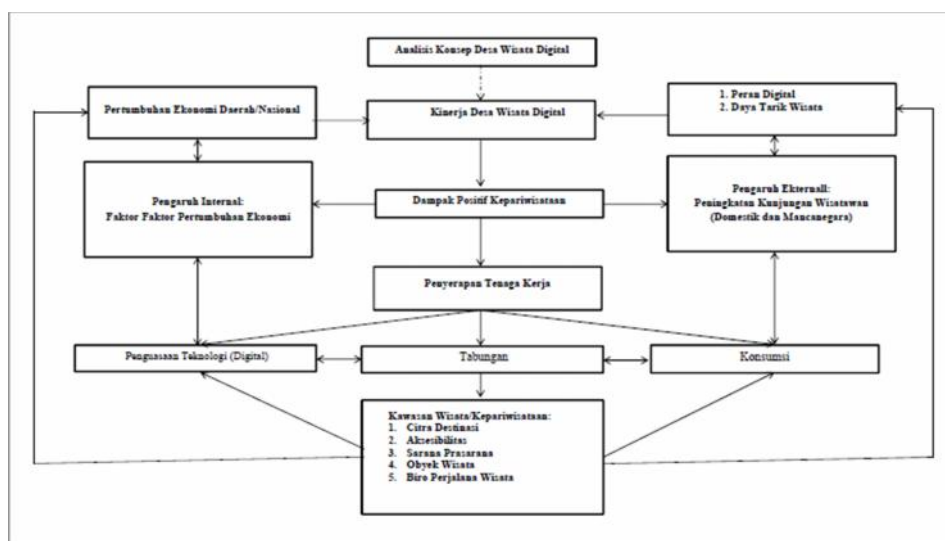 Analisis Konsep Desa Wisata Digital
Pertumbuhan Ekonomi Daerah/Nasional
Kinerja Desa Wisata Digital
1. Peran Digital
2. Daya Tarik Wisata
Pengaruh Internal:
Faktor Faktor Pertumbuhan Ekonomi
Dampak Positif Kepariwisataan
Pengaruh Eksternall:
Peningkatan Kunjungan Wisatawan
(Domestik dan Mancanegara)
Penyerapan Tenaga Kerja
Penguasaan Teknologi (Digital)
Tabungan
Konsumsi
Kawasan Wisata/Kepariwisataan:
1. Citra Destinasi
2. Aksesibilitas
3. Sarana Prasarana
4. Obyek Wisata
5. Biro Perjalana Wisata